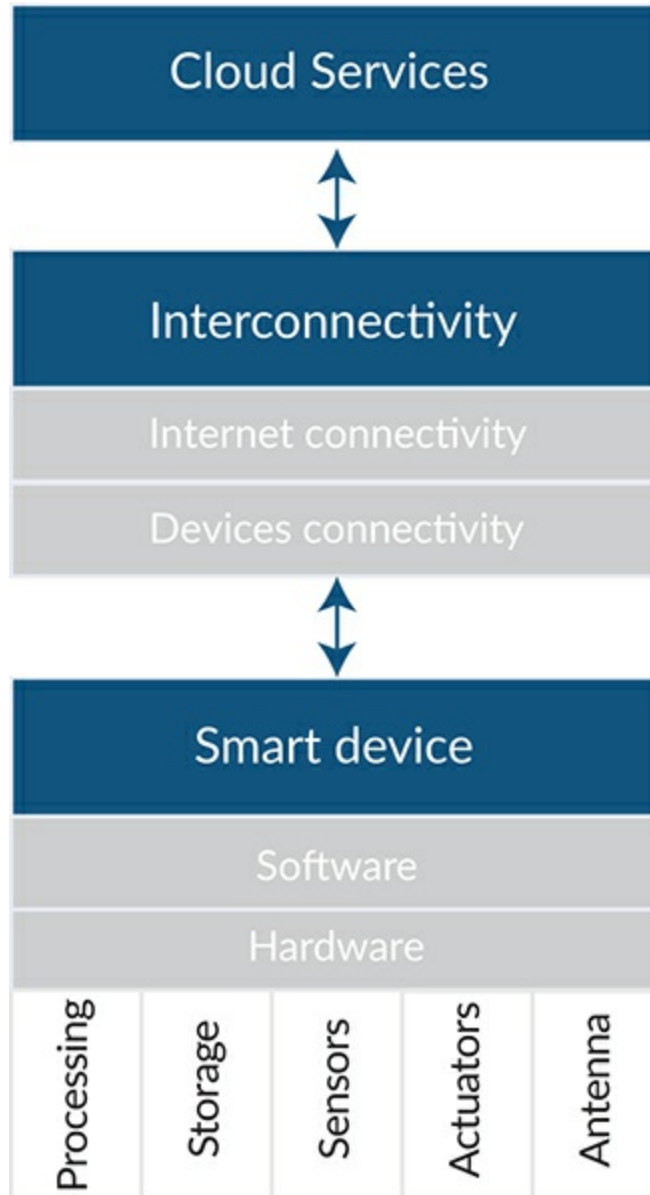 Cloud Services
Interconnectivity
Internet connectivity
Devices connectivity
Smart device
Software
Hardware
Processing
Storage
Sensors
Actuators
Antenna